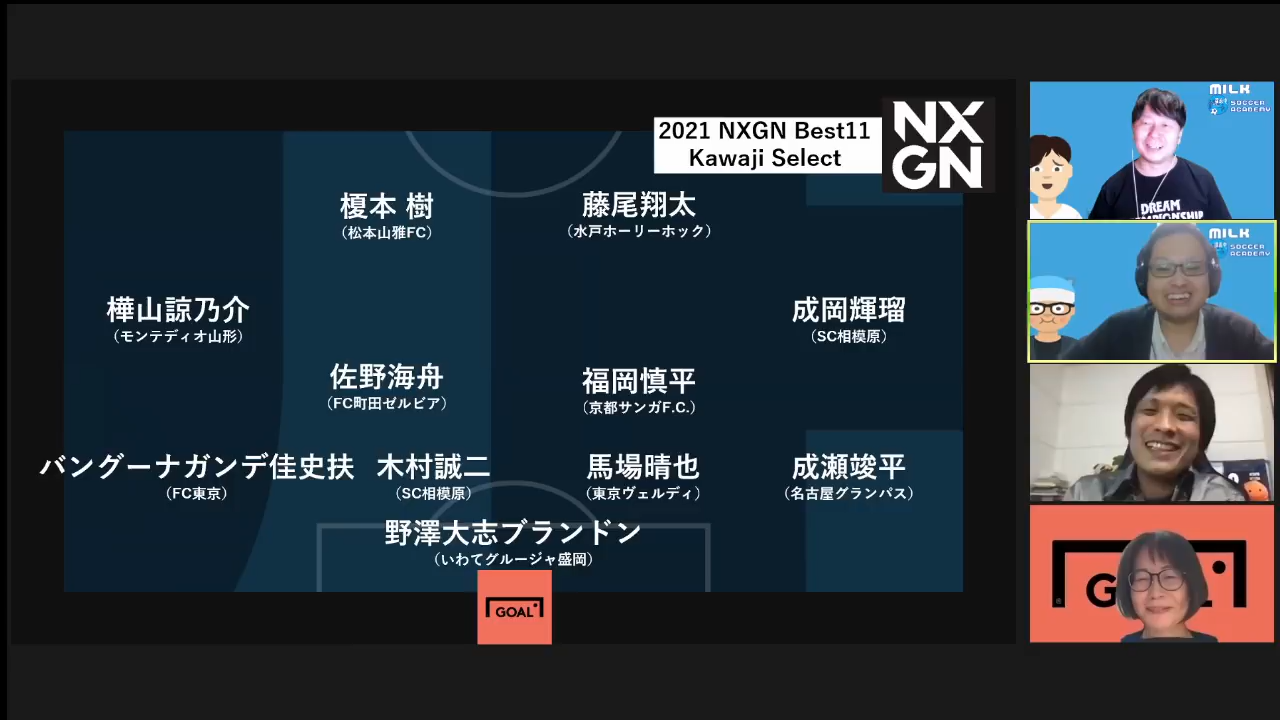 2021 NXGN Best11
Kawaji Select
NX
GN
榎本 樹
(松本山雅FC)
藤尾翔太
(水戸ホーリーホック)
樺山諒乃介
(モンテディオ山形)
成岡輝瑠
(SC相模原)
佐野海舟
(FC町田ゼルビア)
福岡慎平
(京都サンガF.C.)
バングーナガンデ佳史扶
(FC東京)
木村誠二
(SC相模原)
馬場晴也
(東京ヴェルディ)
成瀬竣平
(名古屋グランパス)
野澤大志ブランドン
(いわてグルージャ盛岡)
GOAL
MILK
SOCCER
ACADEMY
DREAM
MILK
SOCCER
ACADEMY